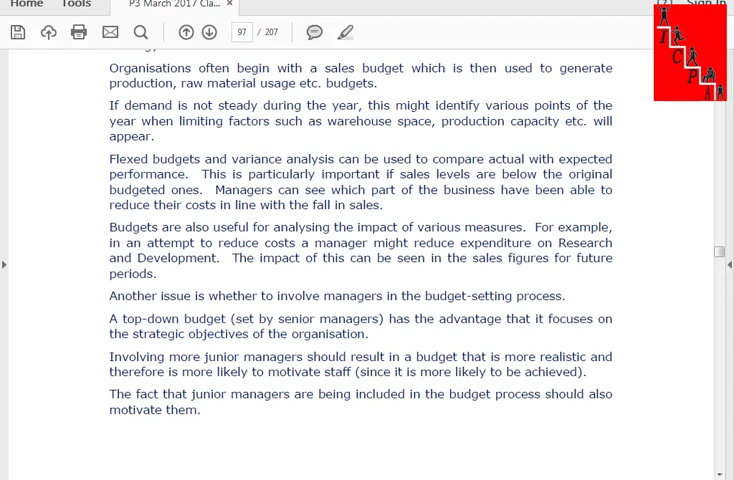 Home Tools P3 March 2017 Cla... × Sign In
97 / 207
Organisations often begin with a sales budget which is then used to generate
production, raw material usage etc. budgets.
If demand is not steady during the year, this might identify various points of the
year when limiting factors such as warehouse space, production capacity etc. will
appear.
Flexed budgets and variance analysis can be used to compare actual with expected
performance. This is particularly important if sales levels are below the original
budgeted ones. Managers can see which part of the business have been able to
reduce their costs in line with the fall in sales.
Budgets are also useful for analysing the impact of various measures. For example,
in an attempt to reduce costs a manager might reduce expenditure on Research
and Development. The impact of this can be seen in the sales figures for future
periods.
Another issue is whether to involve managers in the budget-setting process.
A top-down budget (set by senior managers) has the advantage that it focuses on
the strategic objectives of the organisation.
Involving more junior managers should result in a budget that is more realistic and
therefore is more likely to motivate staff (since it is more likely to be achieved).
The fact that junior managers are being included in the budget process should also
motivate them.
I
C
P
A